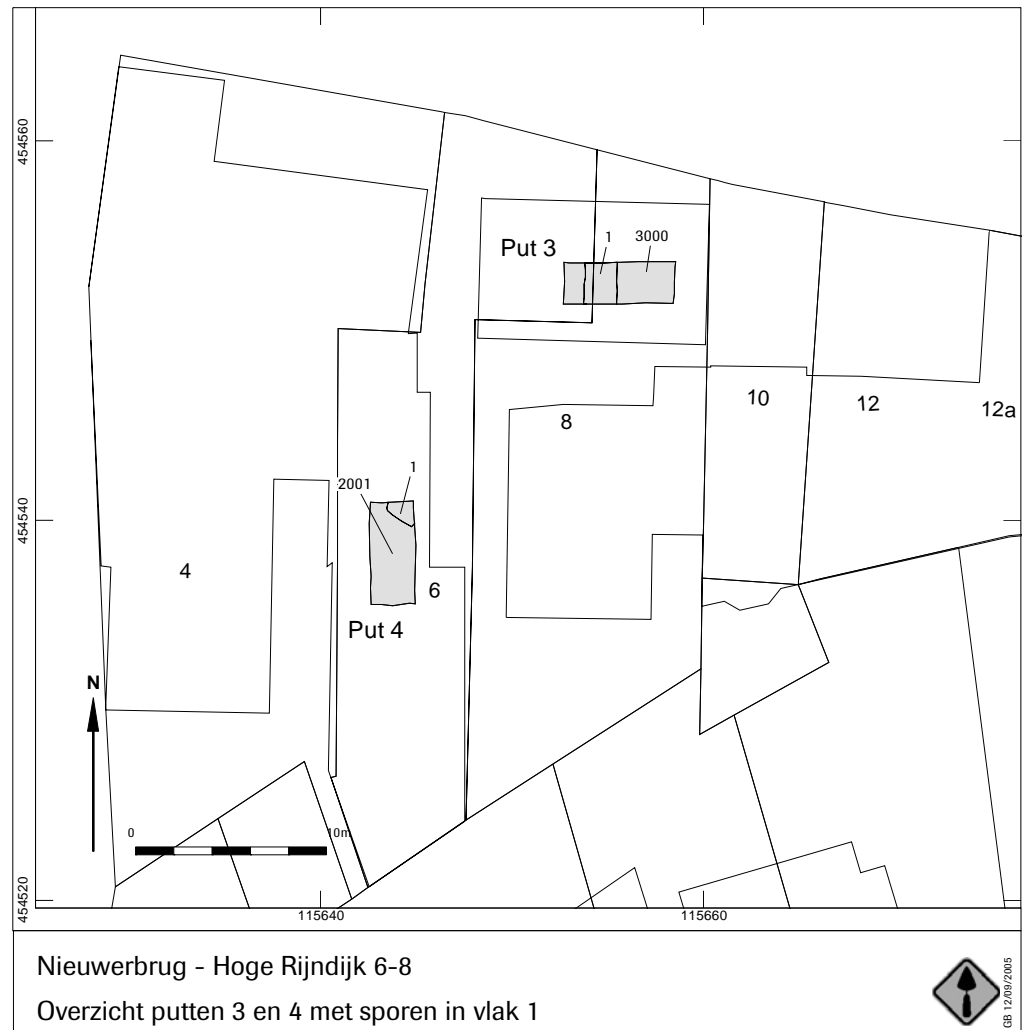 454560
Put 3
1
3000
10
12
12a
8
1
2001
454540
4
6
Put 4
N
0
10m
454520
115640
115660
Nieuwerbrug - Hoge Rijndijk 6-8
Overzicht putten 3 en 4 met sporen in vlak 1
GB 12/09/2005